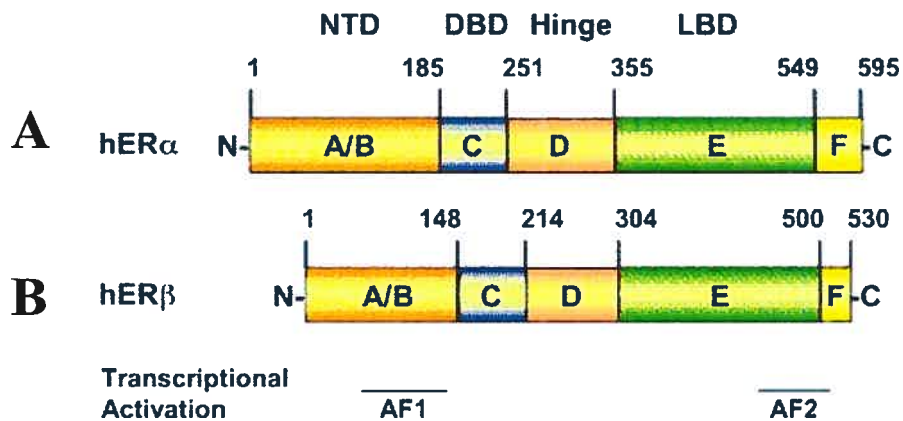 NTD DBD Hinge LBD
1 185 251 355 549 595
A hERα N- A/B C D E F -C
1 148 214 304 500 530
B hERβ N- A/B C D E F -C
Transcriptional
Activation AF1 AF2